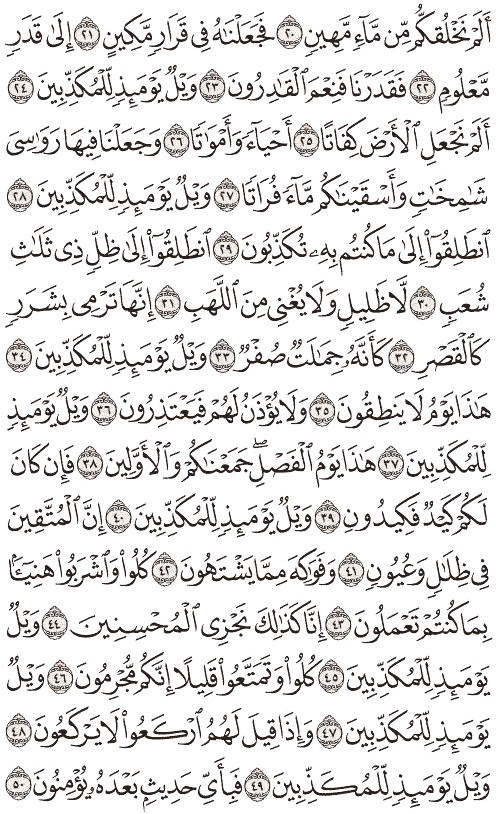 أَلَمْ نَخْلُقكُّم مِّن مَّآءٍ مَّهِينٍ ٢٠ فَجَعَلْنَٰهُ فِى قَرَارٍ مَّكِينٍ ٢١ إِلَىٰ قَدَرٍ
مَّعْلُومٍ ٢٢ فَقَدَرْنَا فَنِعْمَ ٱلْقَٰدِرُونَ ٢٣ وَيْلٌ يَوْمَئِذٍ لِّلْمُكَذِّبِينَ ٢٤
أَلَمْ نَجْعَلِ ٱلْأَرْضَ كِفَاتًا ٢٥ أَحْيَآءً وَأَمْوَٰتًا ٢٦ وَجَعَلْنَا فِيهَا رَوَٰسِىَ
شَٰمِخَٰتٍ وَأَسْقَيْنَٰكُم مَّآءً فُرَاتًا ٢٧ وَيْلٌ يَوْمَئِذٍ لِّلْمُكَذِّبِينَ ٢٨
ٱنطَلِقُوٓا۟ إِلَىٰ مَا كُنتُم بِهِۦ تُكَذِّبُونَ ٢٩ ٱنطَلِقُوٓا۟ إِلَىٰ ظِلٍّ ذِى ثَلَٰثِ
شُعَبٍ ٣٠ لَّا ظَلِيلٍ وَلَا يُغْنِى مِنَ ٱللَّهَبِ ٣١ إِنَّهَا تَرْمِى بِشَرَرٍ
كَٱلْقَصْرِ ٣٢ كَأَنَّهُۥ جِمَٰلَتٌ صُفْرٌ ٣٣ وَيْلٌ يَوْمَئِذٍ لِّلْمُكَذِّبِينَ ٣٤
هَٰذَا يَوْمُ لَا يَنطِقُونَ ٣٥ وَلَا يُؤْذَنُ لَهُمْ فَيَعْتَذِرُونَ ٣٦ وَيْلٌ يَوْمَئِذٍ
لِّلْمُكَذِّبِينَ ٣٧ هَٰذَا يَوْمُ ٱلْفَصْلِ ۖ جَمَعْنَٰكُمْ وَٱلْأَوَّلِينَ ٣٨ فَإِن كَانَ
لَكُمْ كَيْدٌ فَكِيدُونِ ٣٩ وَيْلٌ يَوْمَئِذٍ لِّلْمُكَذِّبِينَ ٤٠ إِنَّ ٱلْمُتَّقِينَ
فِى ظِلَٰلٍ وَعُيُونٍ ٤١ وَفَوَٰكِهَ مِمَّا يَشْتَهُونَ ٤٢ كُلُوا۟ وَٱشْرَبُوا۟ هَنِيٓـًٔۢا
بِمَا كُنتُمْ تَعْمَلُونَ ٤٣ إِنَّا كَذَٰلِكَ نَجْزِى ٱلْمُحْسِنِينَ ٤٤ وَيْلٌ
يَوْمَئِذٍ لِّلْمُكَذِّبِينَ ٤٥ كُلُوا۟ وَتَمَتَّعُوا۟ قَلِيلًا إِنَّكُم مُّجْرِمُونَ ٤٦ وَيْلٌ
يَوْمَئِذٍ لِّلْمُكَذِّبِينَ ٤٧ وَإِذَا قِيلَ لَهُمُ ٱرْكَعُوا۟ لَا يَرْكَعُونَ ٤٨
وَيْلٌ يَوْمَئِذٍ لِّلْمُكَذِّبِينَ ٤٩ فَبِأَىِّ حَدِيثٍۭ بَعْدَهُۥ يُؤْمِنُونَ ٥٠